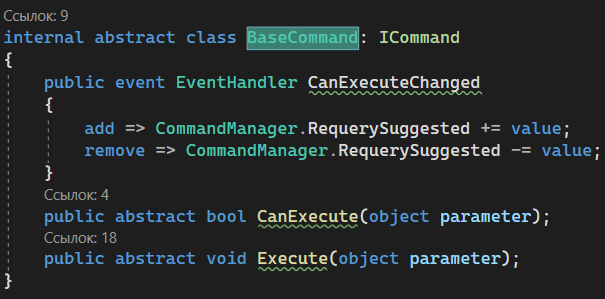 Ссылок: 9
internal abstract class BaseCommand: ICommand
{
public event EventHandler CanExecuteChanged
{
add => CommandManager.RequerySuggested += value;
remove => CommandManager.RequerySuggested -= value;
}
Ссылок: 4
public abstract bool CanExecute(object parameter);
Ссылок: 18
public abstract void Execute(object parameter);
}